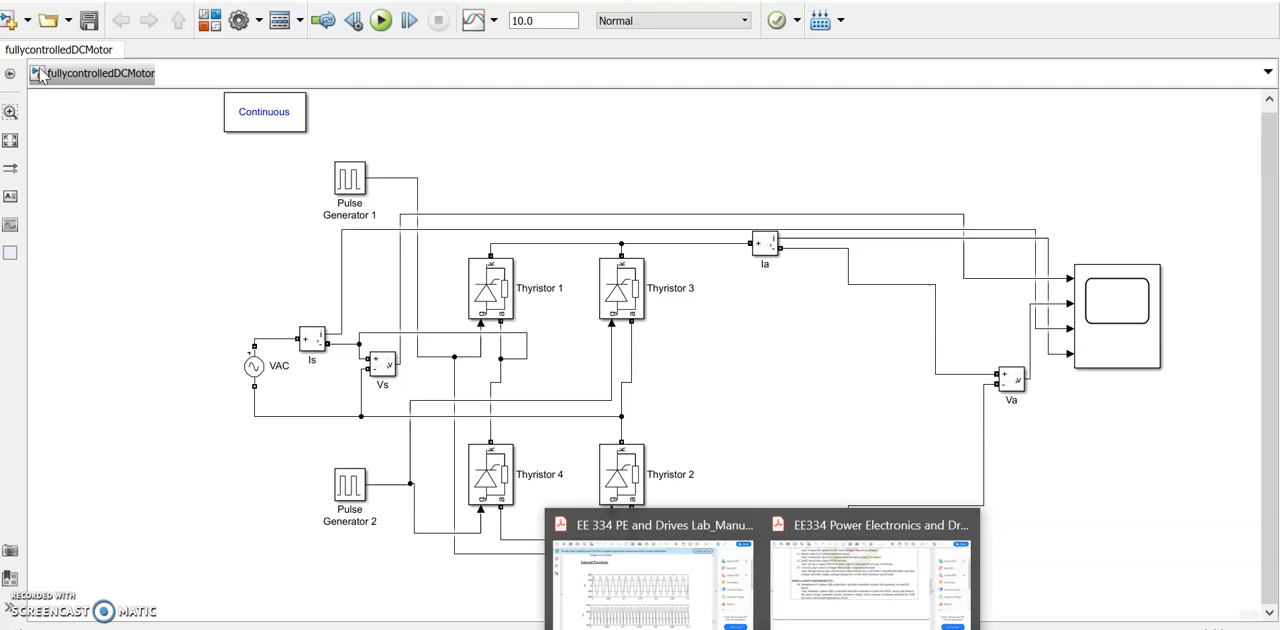 10.0
Normal
fullycontrolledDCMotor
fullycontrolledDCMotor
Continuous
Pulse
Generator 1
i
+
-
Ia
k
Thyristor 1
g
a
k
Thyristor 3
g
a
i
+
-
Is
VAC
+
-
v
Vs
+
-
v
Va
k
Thyristor 4
g
a
k
Thyristor 2
g
a
Pulse
Generator 2
EE 334 PE and Drives Lab_Manu...
EE334 Power Electronics and Dr...
RECORDED WITH
SCREENCAST MATIC